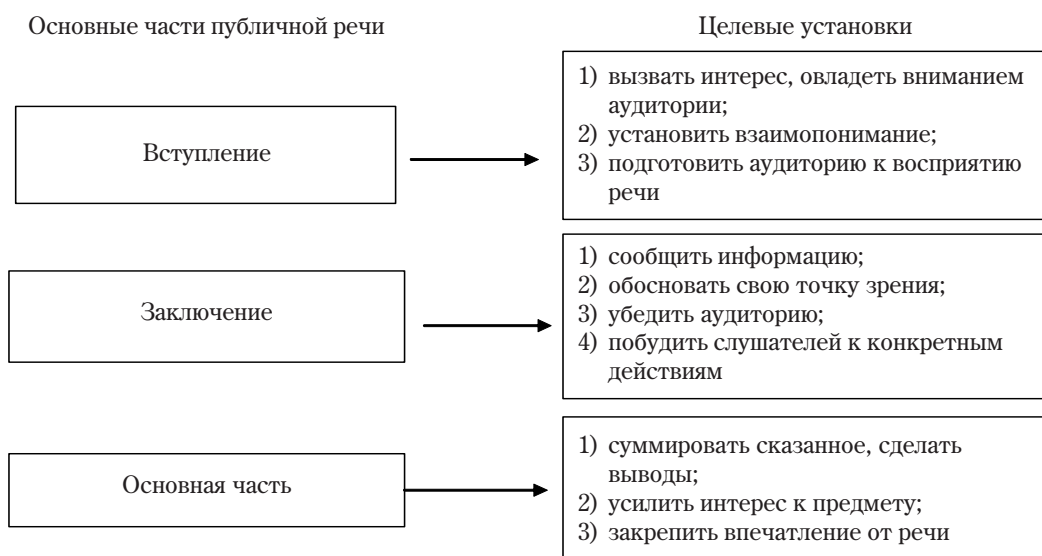 Основные части публичной речи
Целевые установки
Вступление
1) вызвать интерес, овладеть вниманием
аудитории;
2) установить взаимопонимание;
3) подготовить аудиторию к восприятию
речи
Заключение
1) сообщить информацию;
2) обосновать свою точку зрения;
3) убедить аудиторию;
4) побудить слушателей к конкретным
действиям
Основная часть
1) суммировать сказанное, сделать
выводы;
2) усилить интерес к предмету;
3) закрепить впечатление от речи